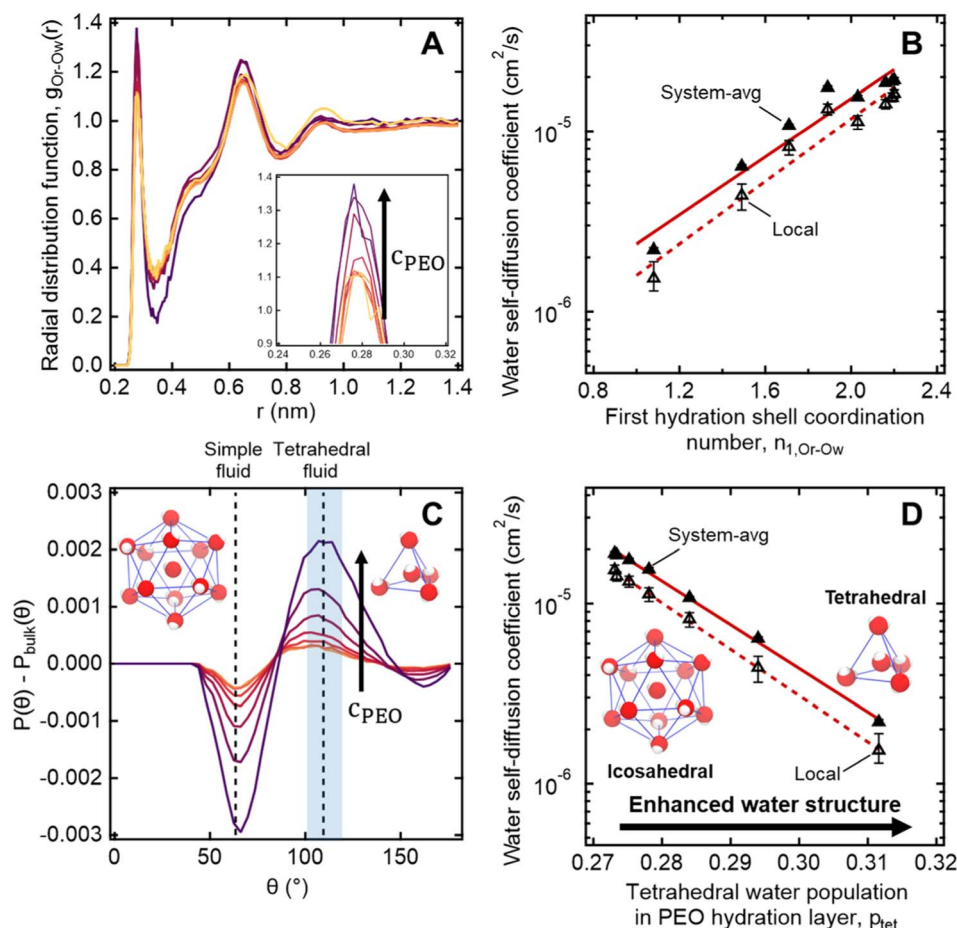 A
Radial distribution function, g_Or-Ow(r)
1.4
1.2
1.0
0.8
0.6
0.4
0.2
0.0
0.2 0.4 0.6 0.8 1.0 1.2 1.4
r (nm)
1.4
1.3
1.2
1.1
1.0
0.9
0.24 0.26 0.28 0.30 0.32
c_PEO
B
Water self-diffusion coefficient (cm²/s)
10⁻⁵
10⁻⁶
System-avg
Local
0.8 1.2 1.6 2.0 2.4
First hydration shell coordination
number, n_1,Or-Ow
Simple
fluid
Tetrahedral
fluid
C
P(θ) - P_bulk(θ)
0.003
0.002
0.001
0.000
-0.001
-0.002
-0.003
c_PEO
0 50 100 150
θ (°)
D
Water self-diffusion coefficient (cm²/s)
10⁻⁵
10⁻⁶
System-avg
Tetrahedral
Icosahedral
Local
Enhanced water structure
0.27 0.28 0.29 0.30 0.31 0.32
Tetrahedral water population
in PEO hydration layer, p_tet